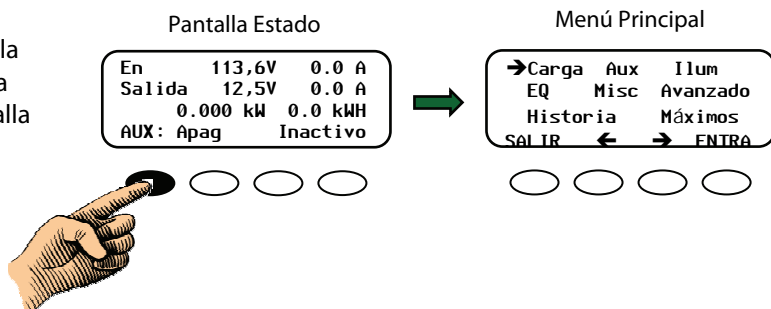 la
a
alla
Pantalla Estado
En 113,6V 0.0 A
Salida 12,5V 0.0 A
0.000 kW 0.0 kWH
AUX: Apag Inactivo
Menú Principal
➔Carga Aux Ilum
EQ Misc Avanzado
Historia Máximos
SALIR ← → ENTRA